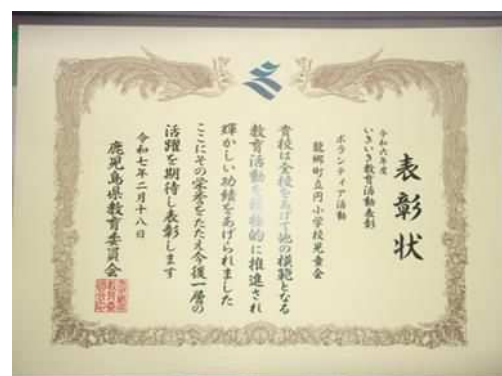 表彰状
令和六年度
いきいき教育活動表彰
ボランティア活動
龍郷町立円小学校児童会
貴校は全校をあげて他の模範となる
教育活動を積極的に推進され
輝かしい功績をあげられました
ここにその栄誉をたたえ今後一層の
活躍を期待し表彰します
令和七年二月十八日
鹿児島県教育委員会